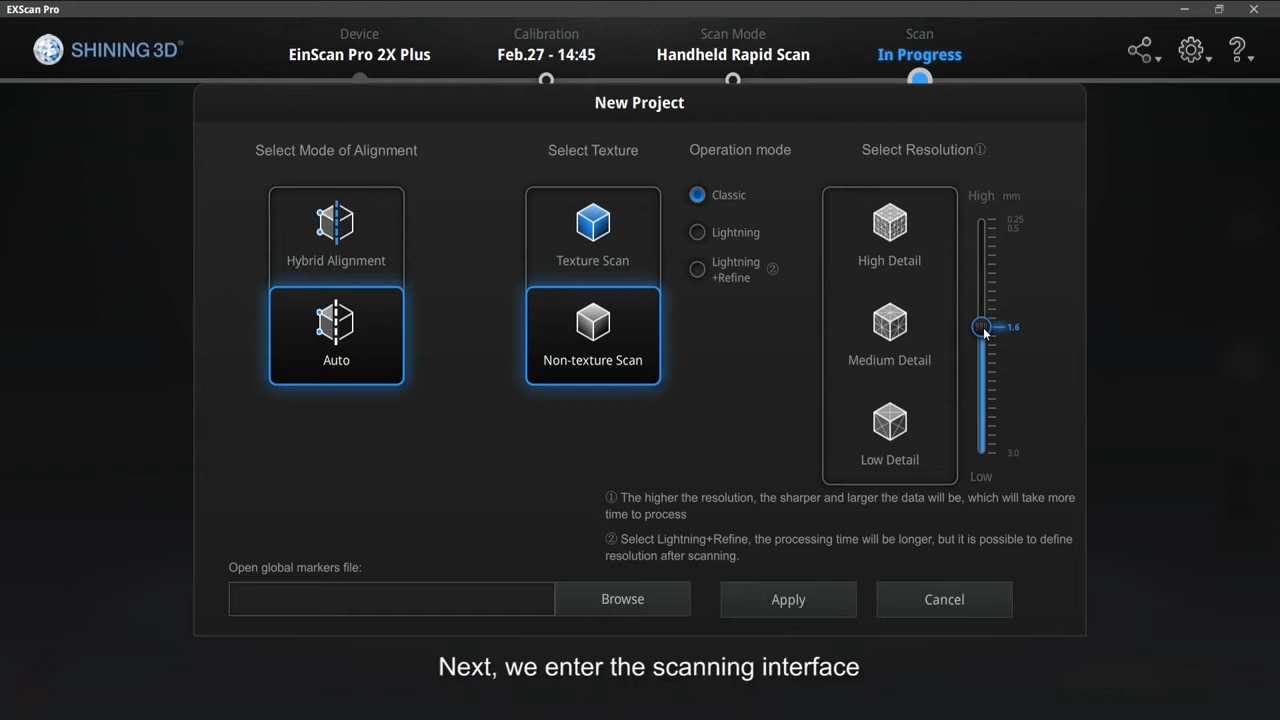 EXScan Pro
SHINING 3D®
Device
EinScan Pro 2X Plus
Calibration
Feb.27 - 14:45
Scan Mode
Handheld Rapid Scan
Scan
In Progress
New Project
Select Mode of Alignment
Hybrid Alignment
Auto
Select Texture
Texture Scan
Non-texture Scan
Operation mode
Classic
Lightning
Lightning
+Refine ②
Select Resolution①
High Detail
Medium Detail
Low Detail
High mm
0.25
0.5
1.6
3.0
Low
① The higher the resolution, the sharper and larger the data will be, which will take more
time to process
② Select Lightning+Refine, the processing time will be longer, but it is possible to define
resolution after scanning.
Open global markers file:
Browse
Apply
Cancel
Next, we enter the scanning interface